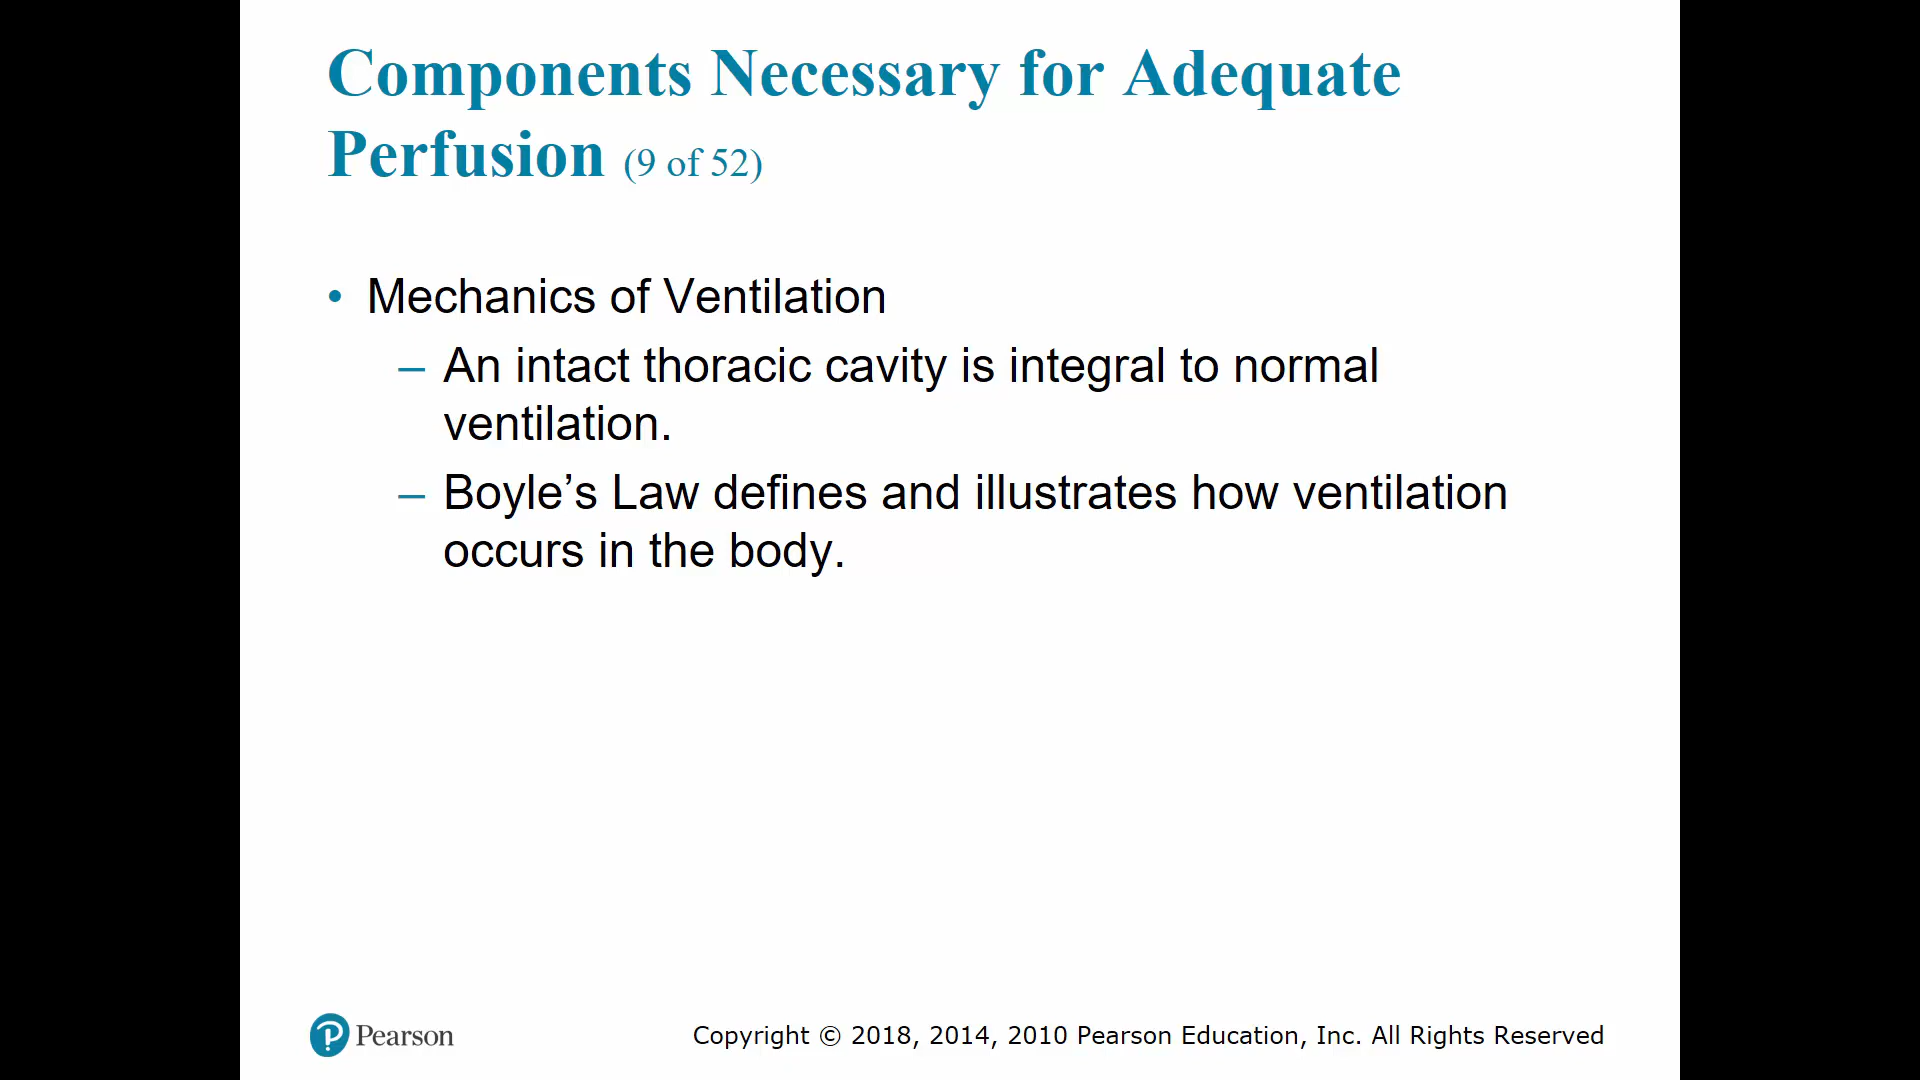 Components Necessary for Adequate
Perfusion (9 of 52)
• Mechanics of Ventilation
– An intact thoracic cavity is integral to normal
ventilation.
– Boyle’s Law defines and illustrates how ventilation
occurs in the body.
Pearson
Copyright © 2018, 2014, 2010 Pearson Education, Inc. All Rights Reserved